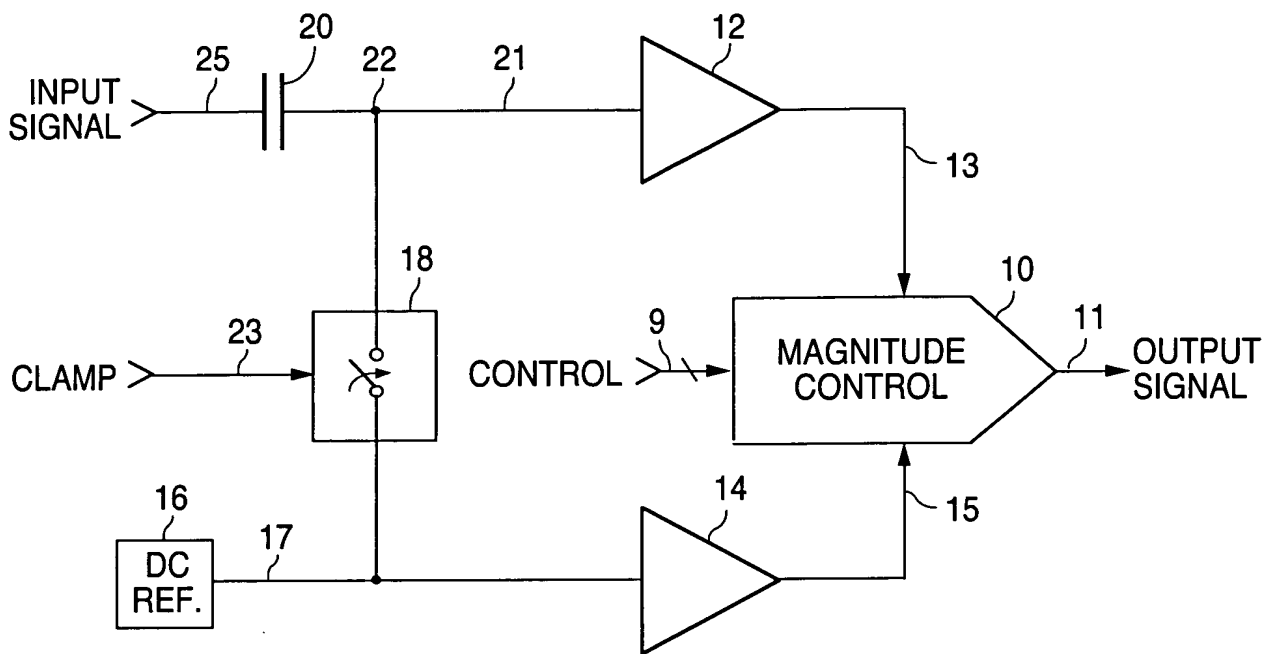 20
12
25
22
21
INPUT
SIGNAL
13
18
10
9
11
23
CLAMP
CONTROL
MAGNITUDE
CONTROL
OUTPUT
SIGNAL
16
17
14
15
DC
REF.